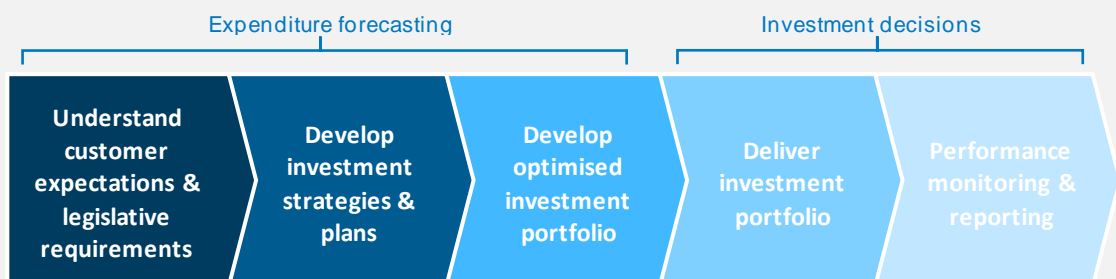 Expenditure forecasting
Investment decisions
Understand
customer
expectations &
legislative
requirements
Develop
investment
strategies &
plans
Develop
optimised
investment
portfolio
Deliver
investment
portfolio
Performance
monitoring &
reporting